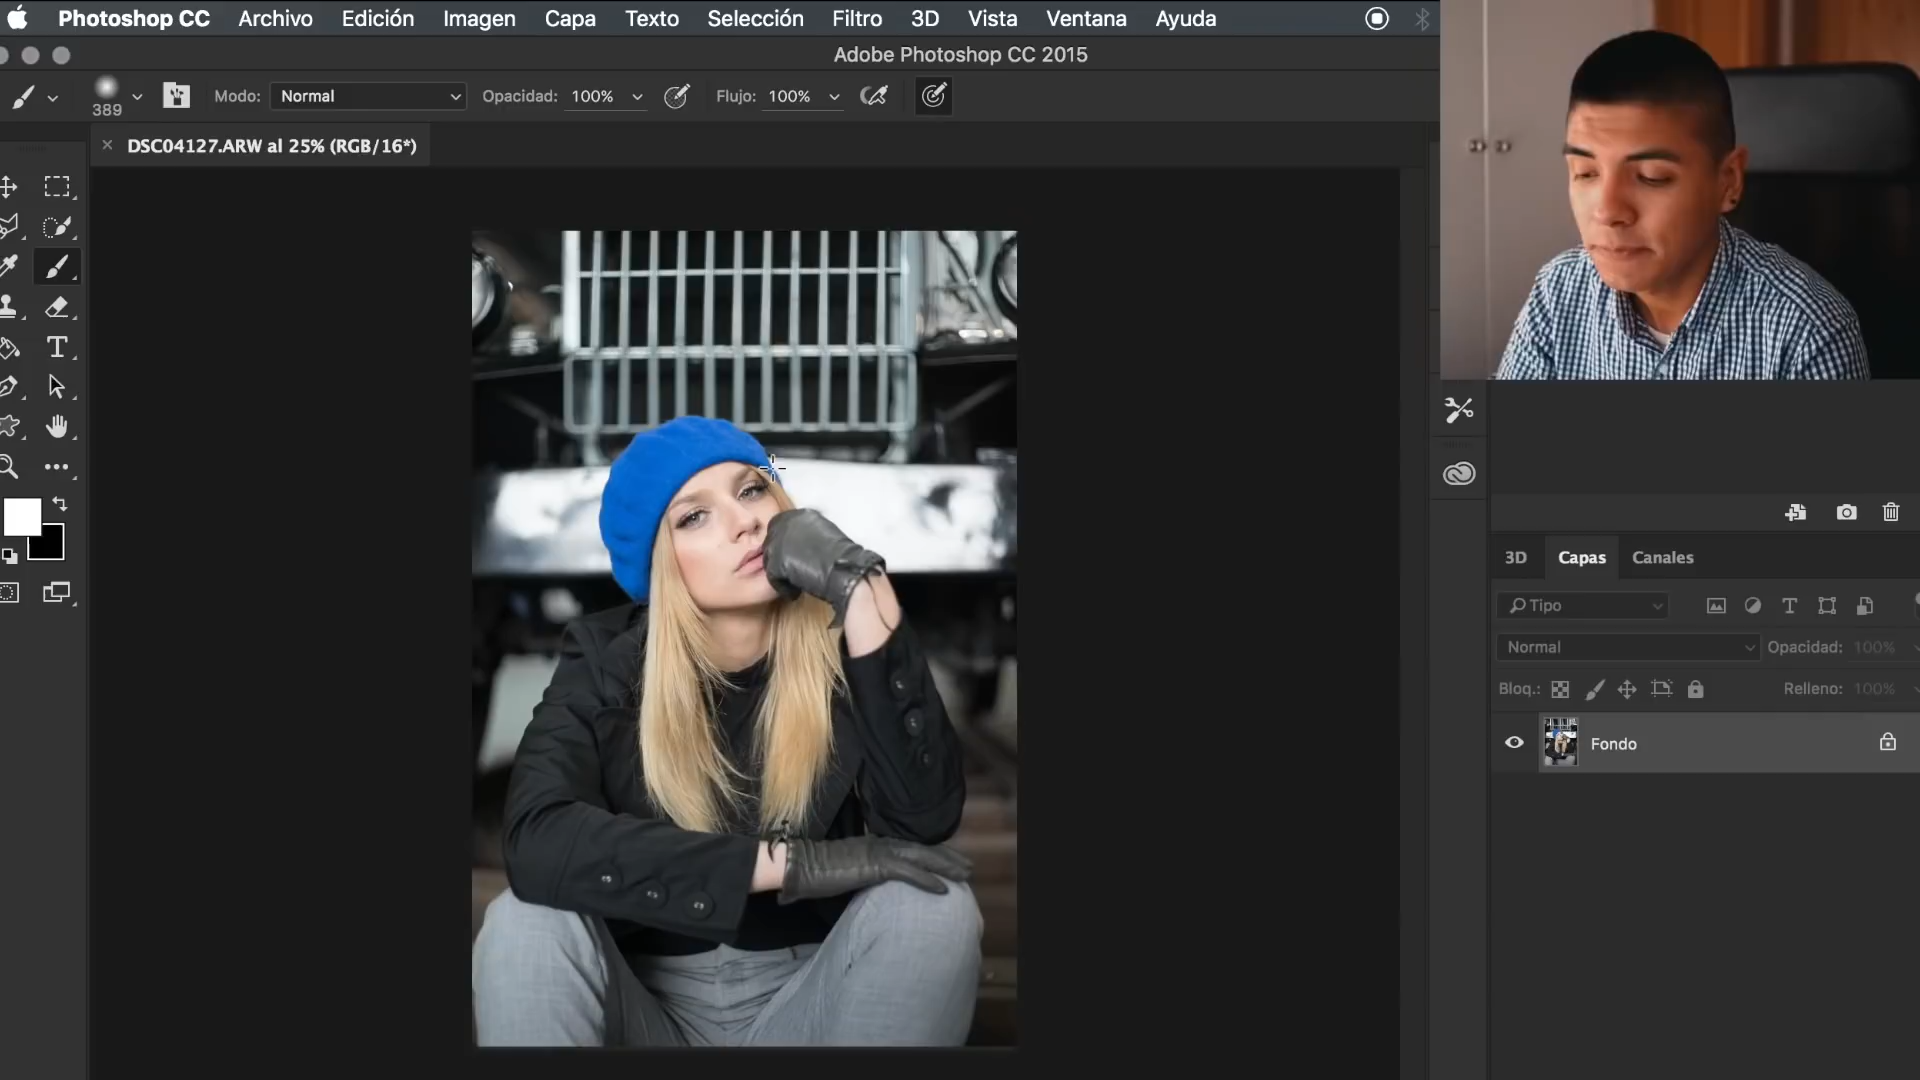 Photoshop CC Archivo Edición Imagen Capa Texto Selección Filtro 3D Vista Ventana Ayuda
Adobe Photoshop CC 2015
389 Modo: Normal Opacidad: 100% Flujo: 100%
DSC04127.ARW al 25% (RGB/16*)
3D Capas Canales
Tipo
Normal Opacidad: 100%
Bloq.: Relleno: 100%
Fondo